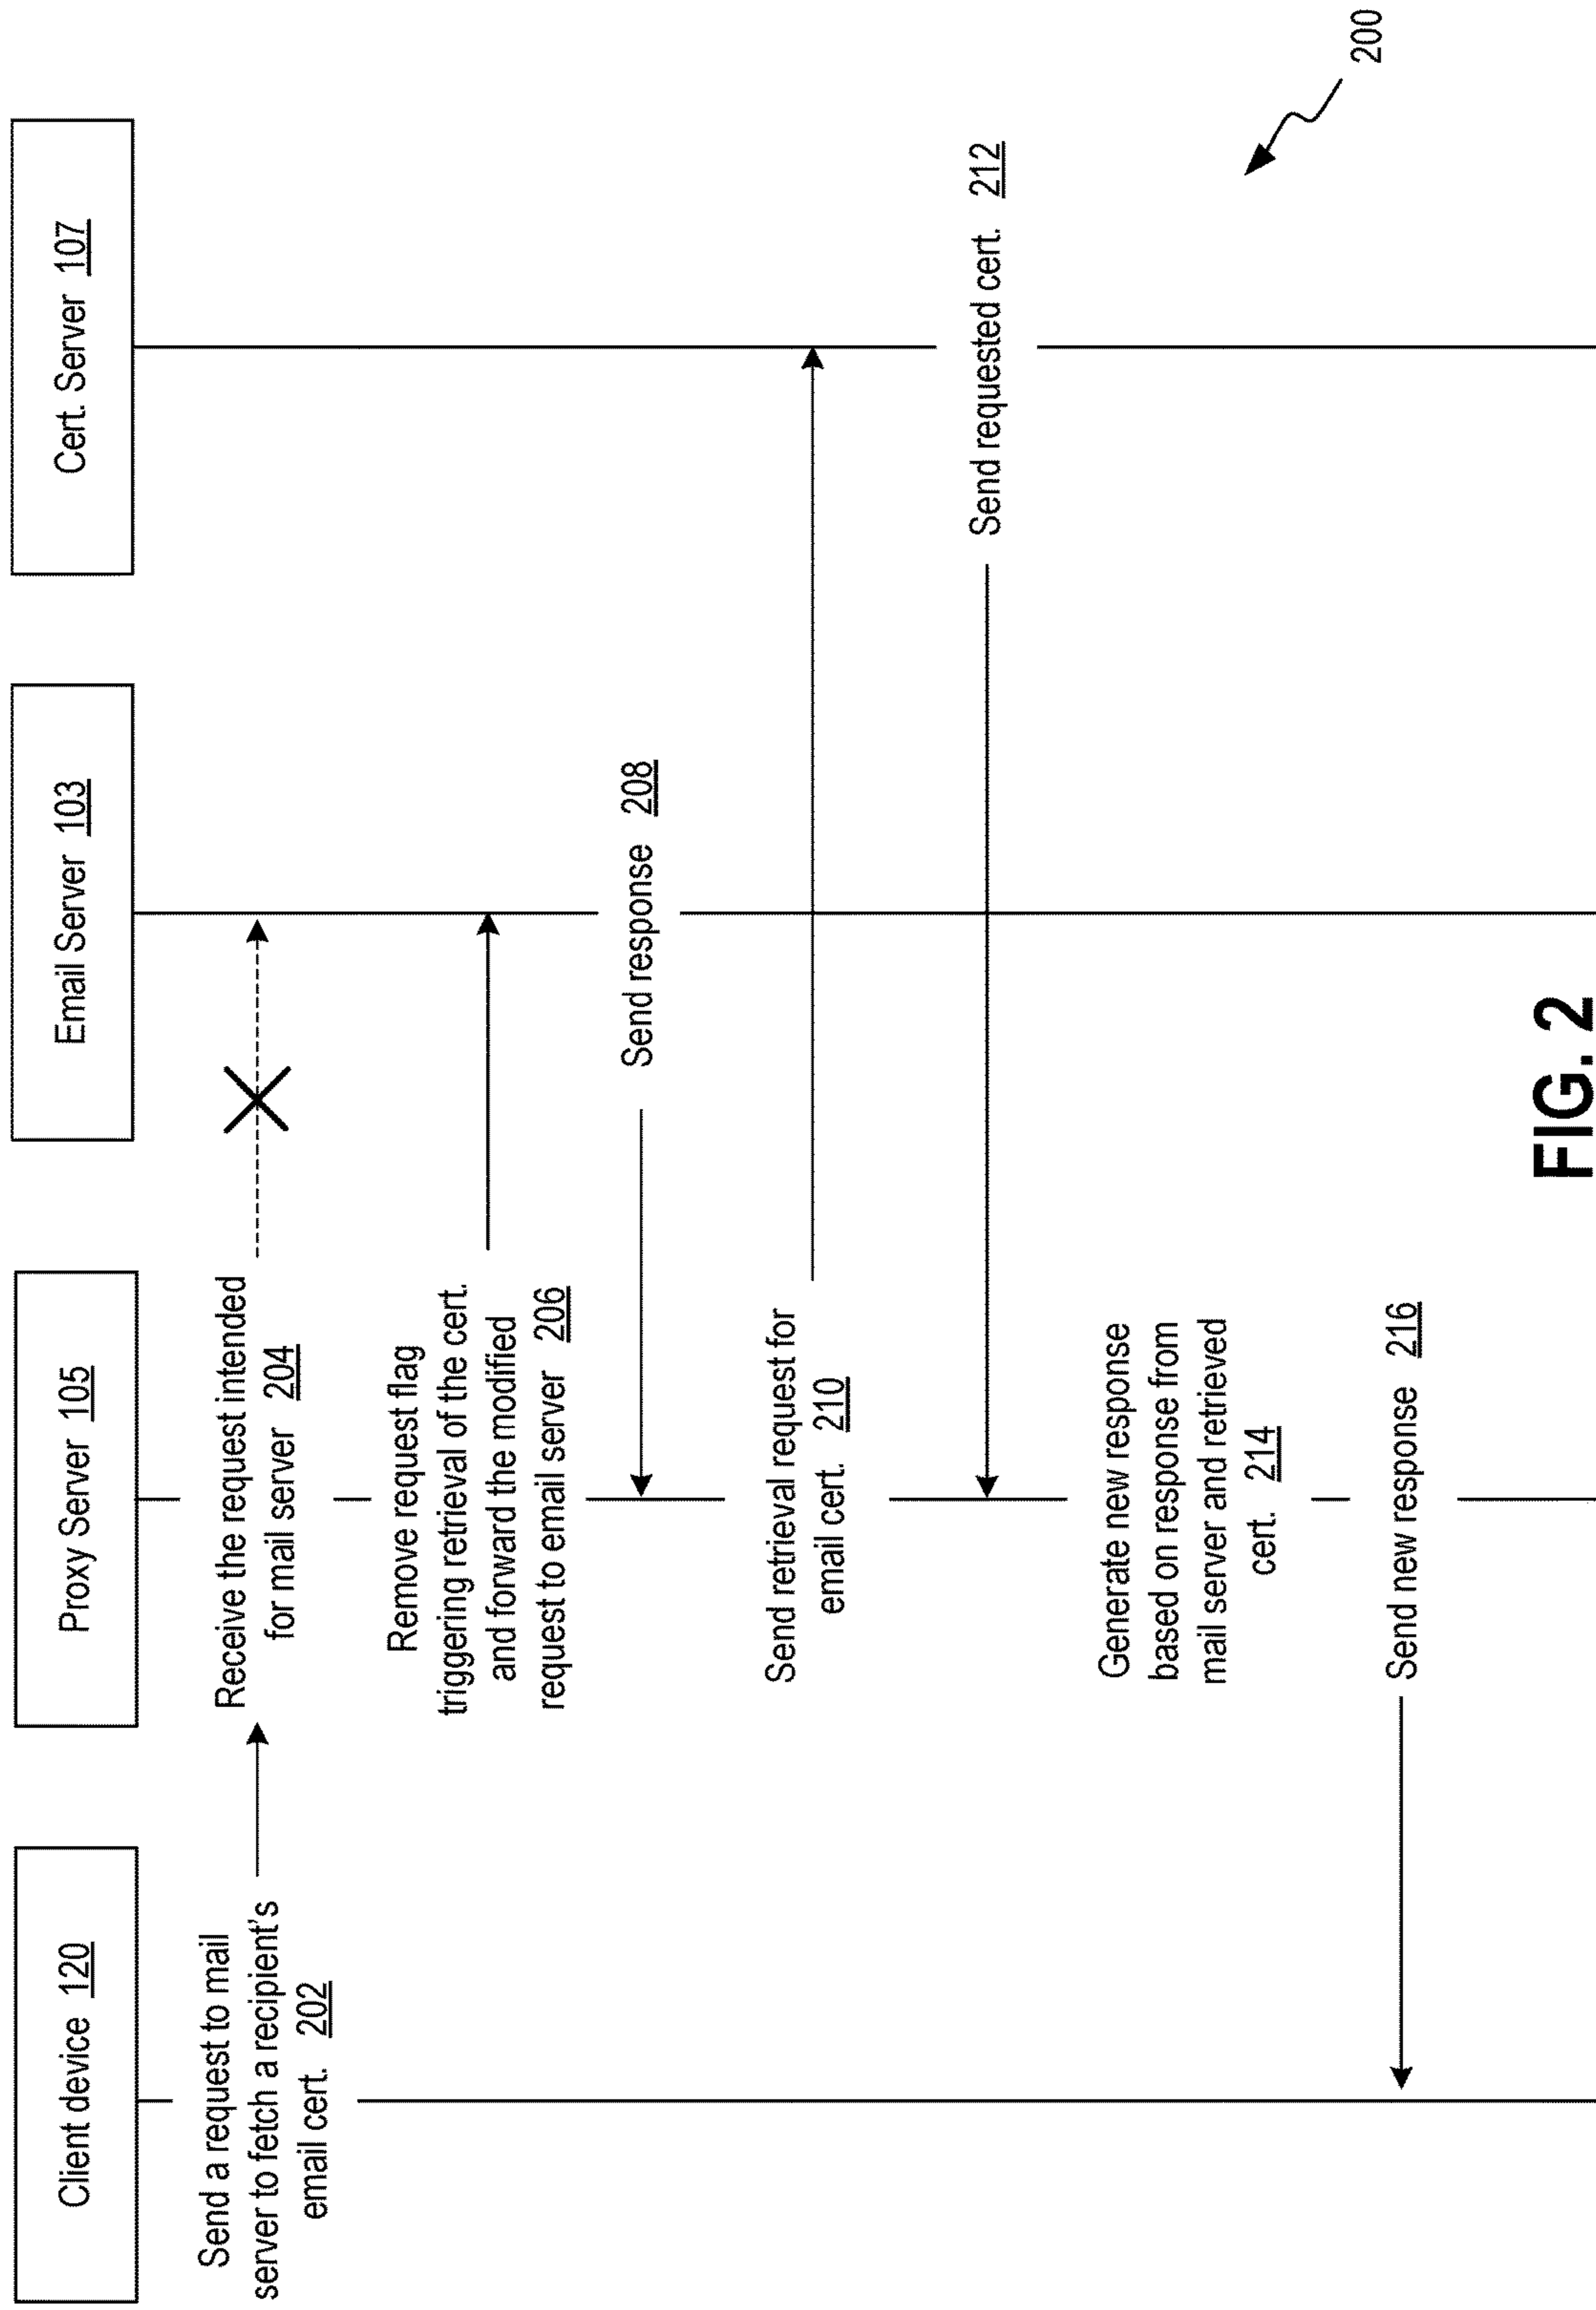 Client device 120
Proxy Server 105
Email Server 103
Cert. Server 107
Send a request to mail
server to fetch a recipient's
email cert. 202
Receive the request intended
for mail server 204
Remove request flag
triggering retrieval of the cert.
and forward the modified
request to email server 206
Send response 208
Send retrieval request for
email cert. 210
Send requested cert. 212
Generate new response
based on response from
mail server and retrieved
cert. 214
Send new response 216
200
FIG. 2